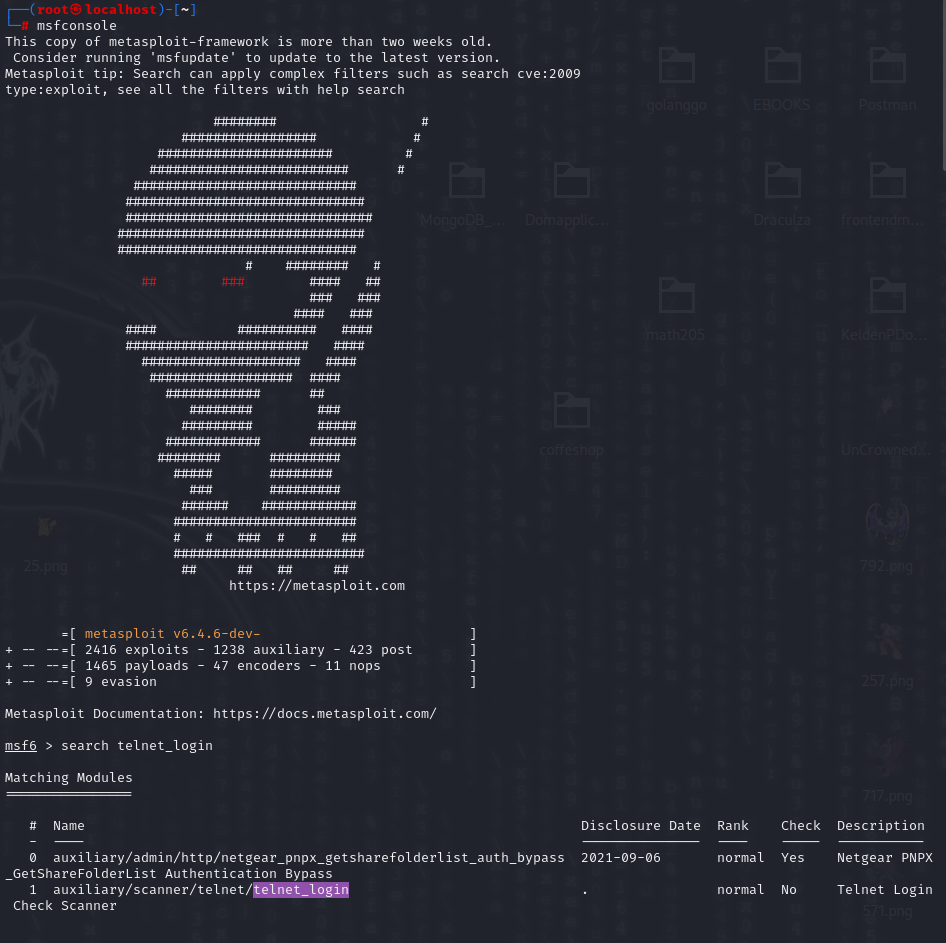 ┌──(root㉿localhost)-[~]
└─# msfconsole
This copy of metasploit-framework is more than two weeks old.
 Consider running 'msfupdate' to update to the latest version.
Metasploit tip: Search can apply complex filters such as search cve:2009
type:exploit, see all the filters with help search
https://metasploit.com
=[ metasploit v6.4.6-dev-                          ]
+ -- --=[ 2416 exploits - 1238 auxiliary - 423 post       ]
+ -- --=[ 1465 payloads - 47 encoders - 11 nops           ]
+ -- --=[ 9 evasion                                       ]
Metasploit Documentation: https://docs.metasploit.com/
msf6 > search telnet_login
Matching Modules
================
#  Name                                                               Disclosure Date  Rank    Check  Description
-  ----                                                               ---------------  ----    -----  -----------
0  auxiliary/admin/http/netgear_pnpx_getsharefolderlist_auth_bypass  2021-09-06       normal  Yes    Netgear PNPX
_GetShareFolderList Authentication Bypass
1  auxiliary/scanner/telnet/telnet_login                             .                normal  No     Telnet Login
 Check Scanner
golanggo
EBOOKS
Postman
MongoDB_...
Domapplic...
Draculza
frontendm...
math205
KeldenPDo...
coffeshop
UnCrowned...
25.png
792.png
257.png
717.png
571.png